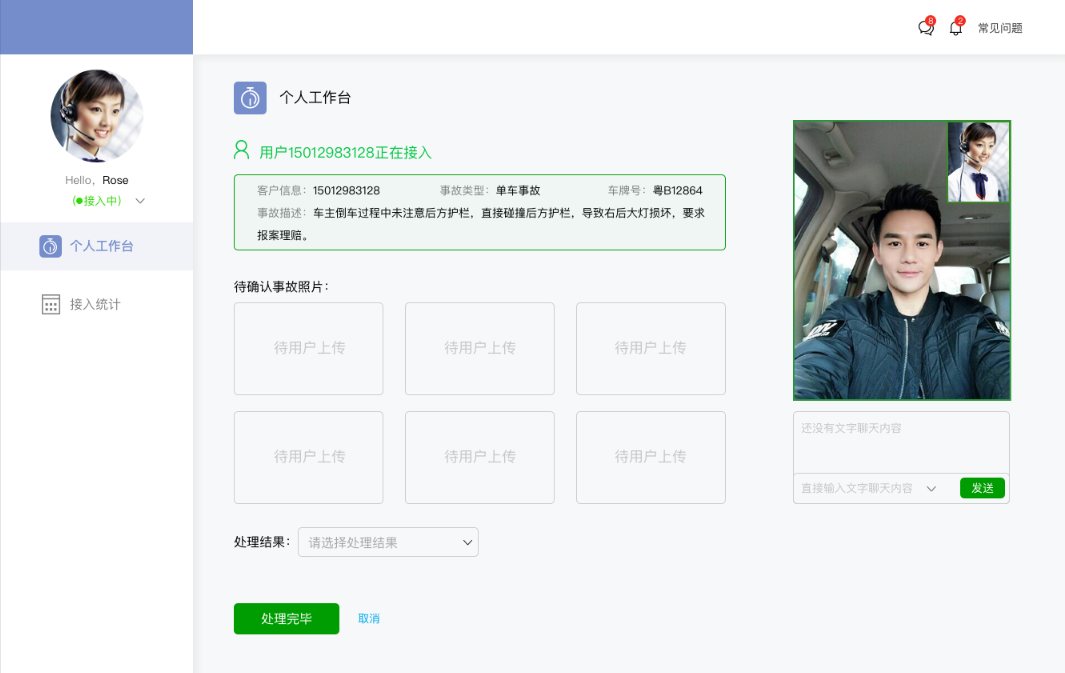 8
2
常见问题
Hello，Rose
(●接入中)
个人工作台
接入统计
个人工作台
用户15012983128正在接入
客户信息：15012983128 事故类型：单车事故 车牌号：粤B12864
事故描述：车主倒车过程中未注意后方护栏，直接碰撞后方护栏，导致右后大灯损坏，要求
报案理赔。
待确认事故照片：
待用户上传 待用户上传 待用户上传
待用户上传 待用户上传 待用户上传
还没有文字聊天内容
直接输入文字聊天内容 发送
处理结果： 请选择处理结果
处理完毕 取消